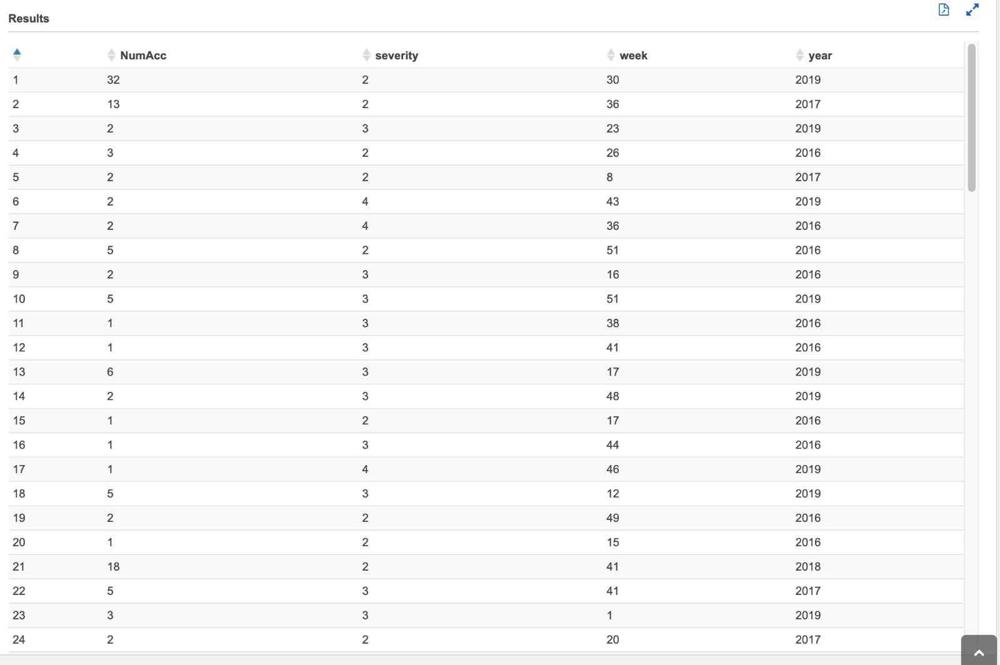 Results
NumAcc severity week year
1 32 2 30 2019
2 13 2 36 2017
3 2 3 23 2019
4 3 2 26 2016
5 2 2 8 2017
6 2 4 43 2019
7 2 4 36 2016
8 5 2 51 2016
9 2 3 16 2016
10 5 3 51 2019
11 1 3 38 2016
12 1 3 41 2016
13 6 3 17 2019
14 2 3 48 2019
15 1 2 17 2016
16 1 3 44 2016
17 1 4 46 2019
18 5 3 12 2019
19 2 2 49 2016
20 1 2 15 2016
21 18 2 41 2018
22 5 3 41 2017
23 3 3 1 2019
24 2 2 20 2017